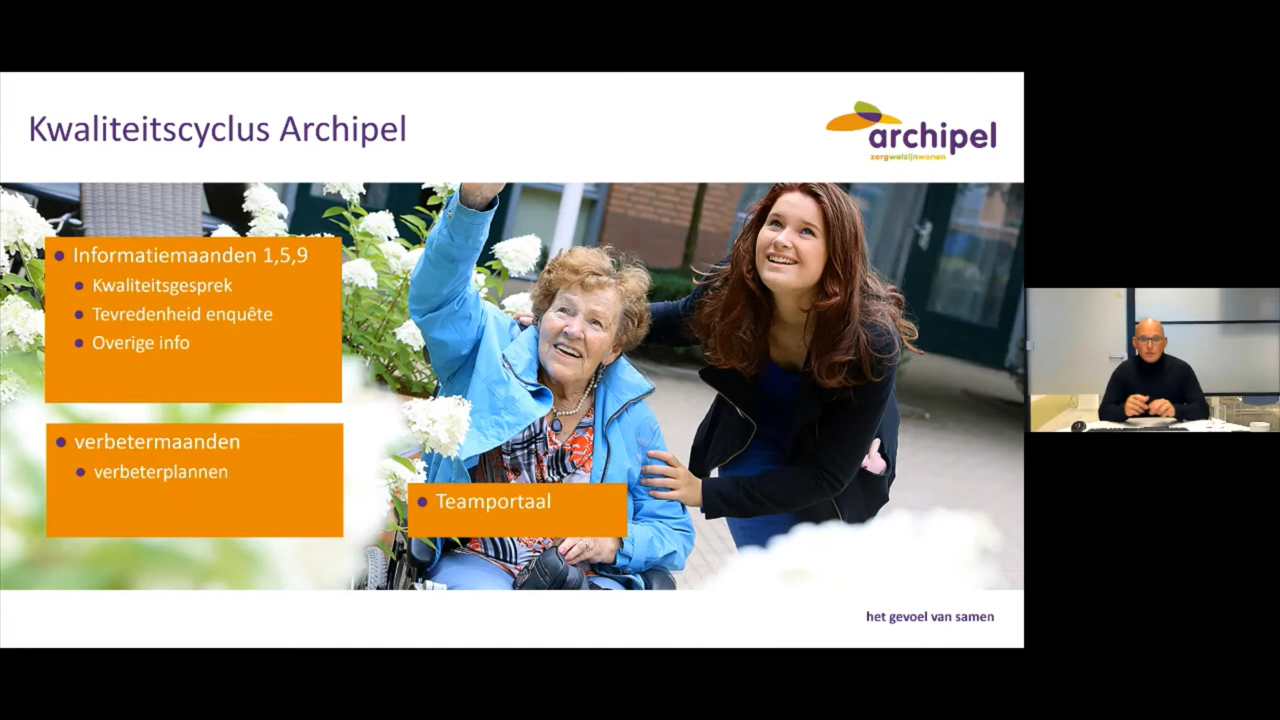 Kwaliteitscyclus Archipel
archipel
zorgwelzijnwonen
Informatiemaanden 1,5,9
Kwaliteitsgesprek
Tevredenheid enquête
Overige info
verbetermaanden
verbeterplannen
Teamportaal
het gevoel van samen